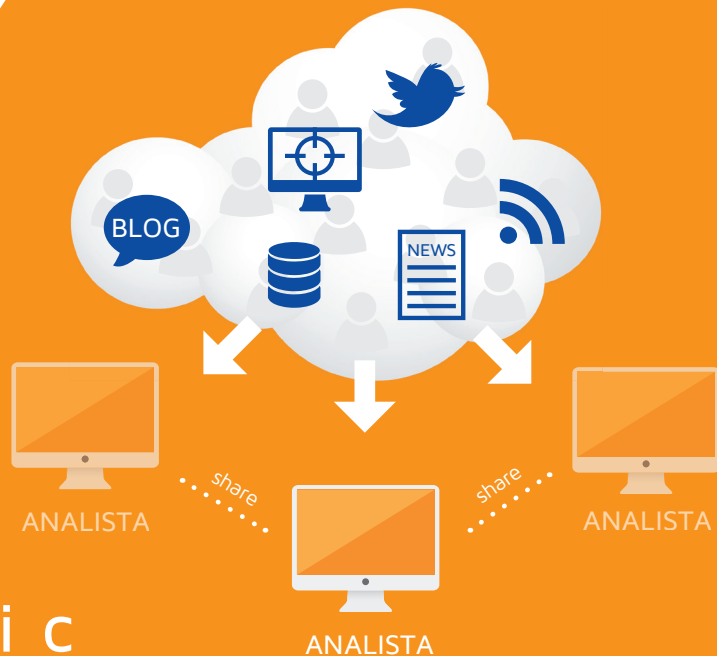 BLOG
NEWS
share
share
ANALISTA
ANALISTA
ANALISTA
i c